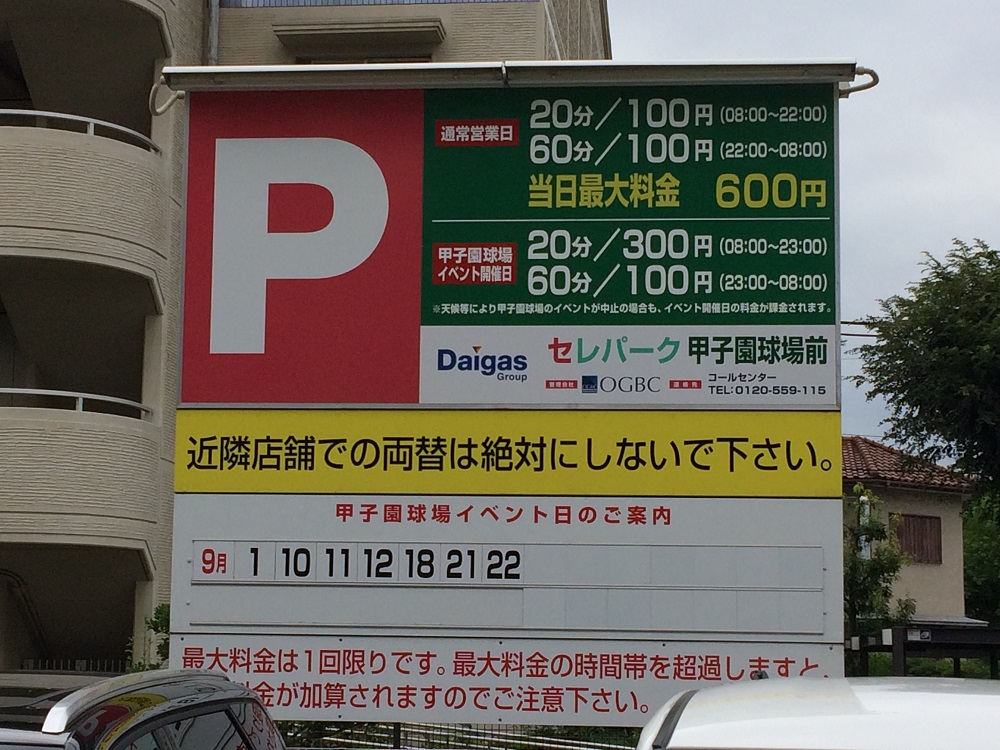 P
通常営業日
20分／100円 (08:00〜22:00)
60分／100円 (22:00〜08:00)
当日最大料金 600円
甲子園球場
イベント開催日
20分／300円 (08:00〜23:00)
60分／100円 (23:00〜08:00)
※天候等により甲子園球場のイベントが中止の場合も、イベント開催日の料金が課金されます。
Daigas
Group
セレパーク 甲子園球場前
管理会社 OGBC 連絡先 コールセンター
TEL:0120-559-115
近隣店舗での両替は絶対にしないで下さい。
甲子園球場イベント日のご案内
9月 1 10 11 12 18 21 22
最大料金は1回限りです。最大料金の時間帯を超過しますと、
金が加算されますのでご注意下さい。